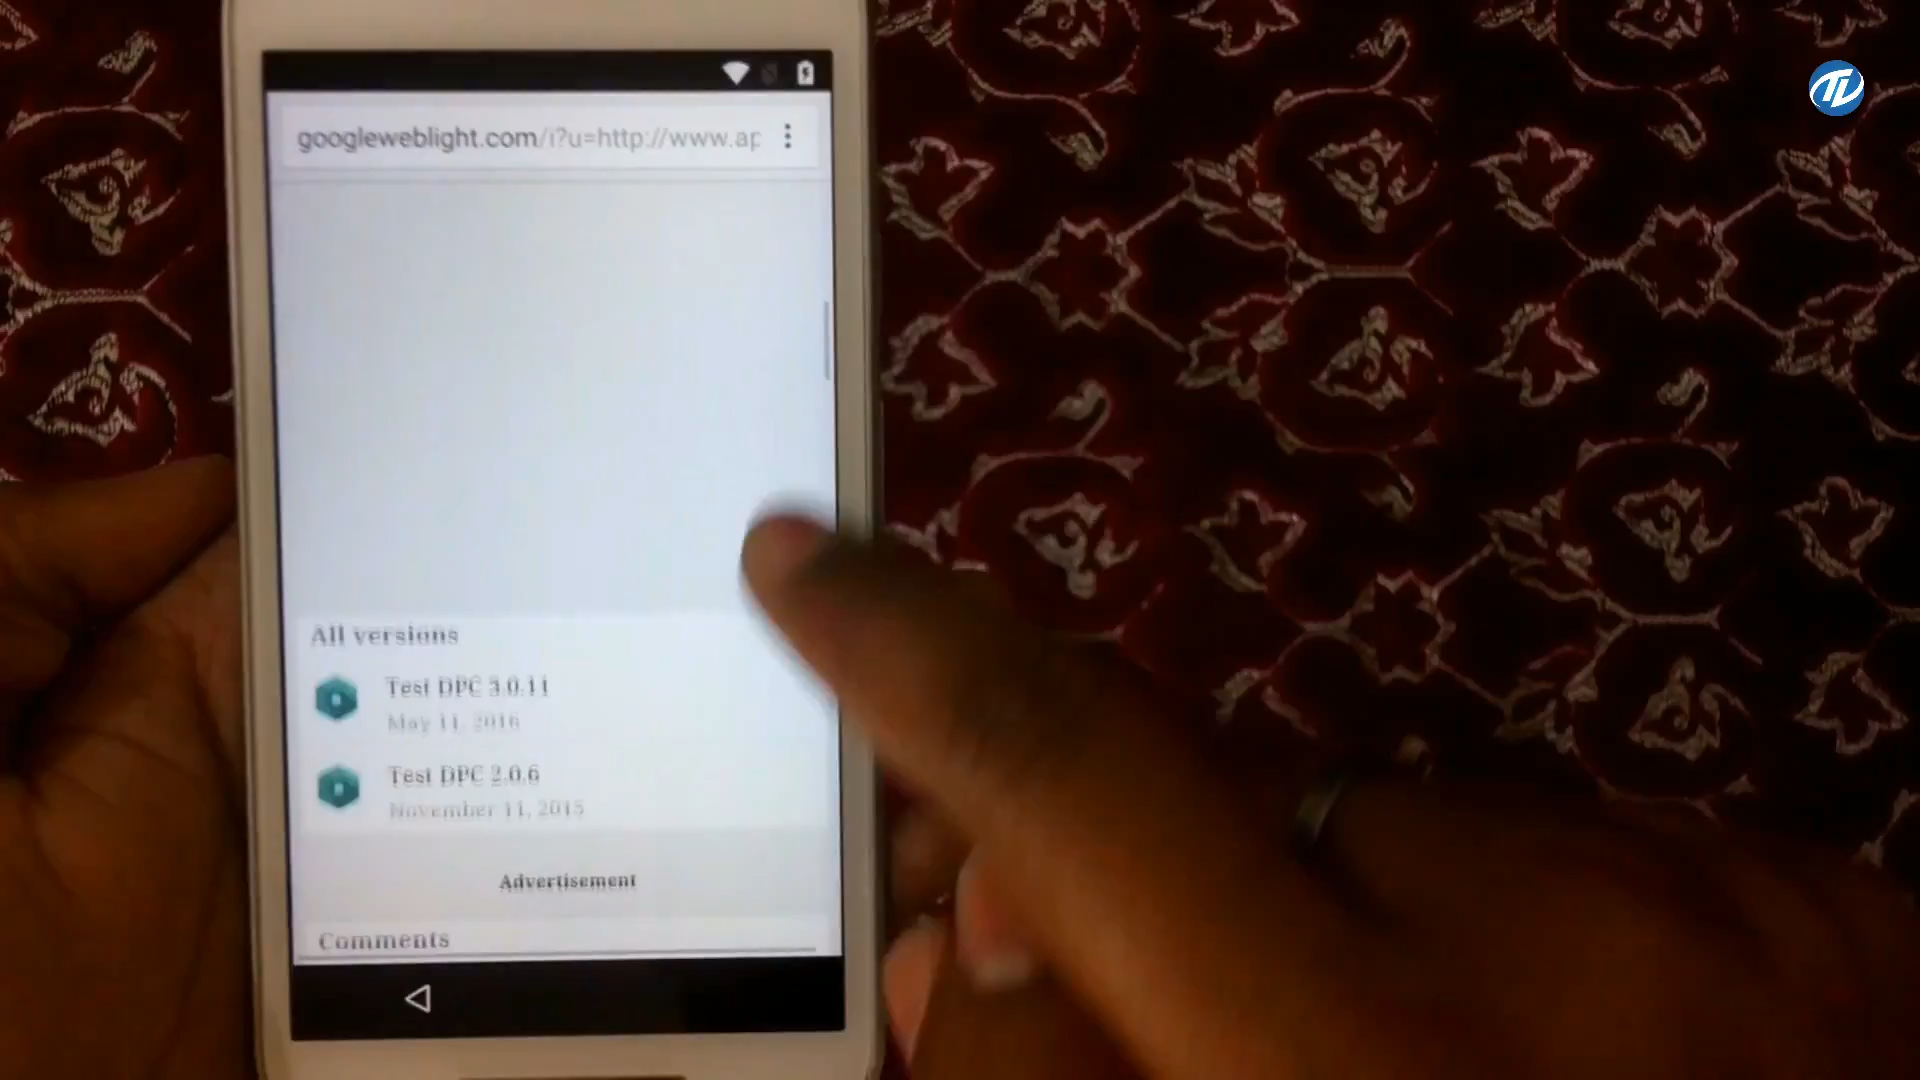 googleweblight.com/i?u=http://www.ap
All versions
Test DPC 3.0.11
May 11, 2016
Test DPC 2.0.6
November 11, 2015
Advertisement
Comments